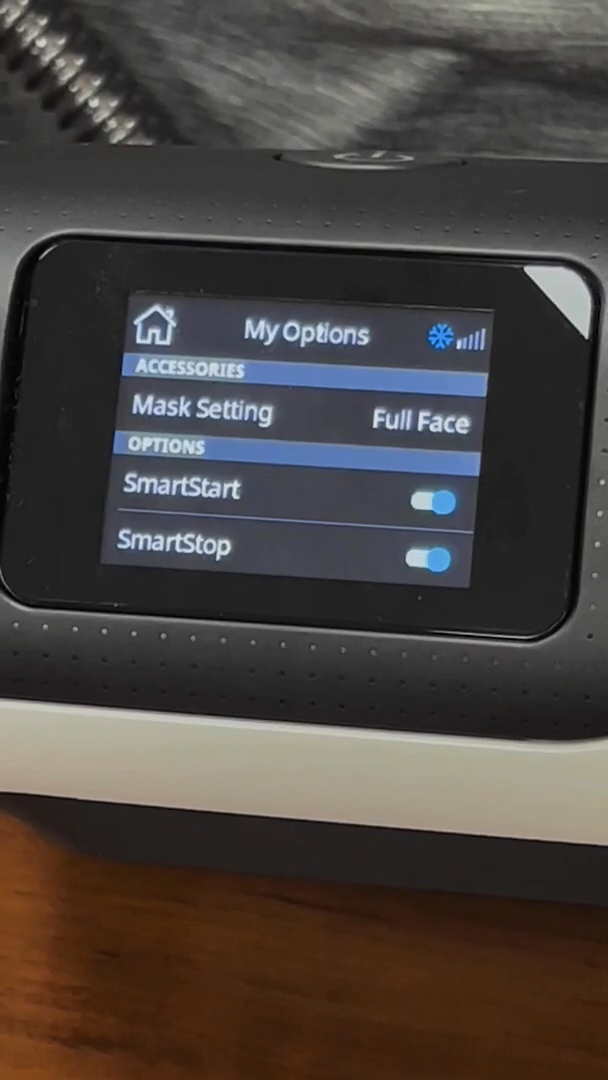 My Options
ACCESSORIES
Mask Setting Full Face
OPTIONS
SmartStart
SmartStop